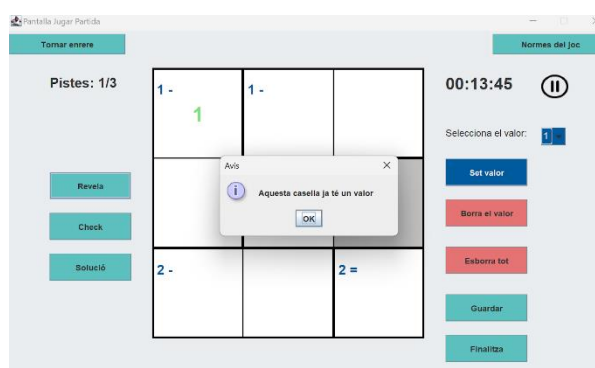 Pantalla Jugar Partida
Tornar enrere
Normes del joc
Pistes: 1/3
1 -
1 -
00:13:45
1
Selecciona el valor:
1
Avís
Aquesta casella ja té un valor
OK
Revela
Set valor
Check
Borra el valor
Solució
2 -
2 =
Esborra tot
Guardar
Finalitza